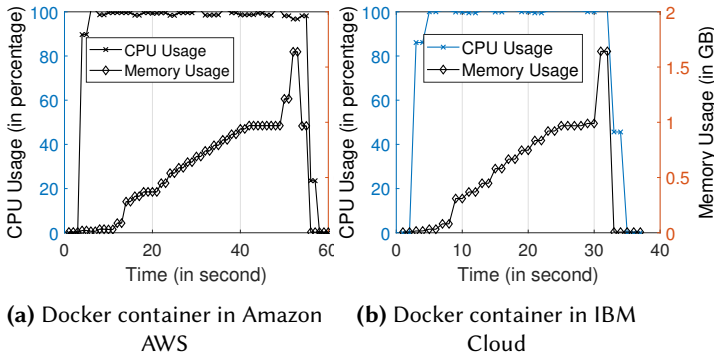 100
80
60
40
20
0
CPU Usage (in percentage)
CPU Usage
Memory Usage
20
40
60
Time (in second)
100
80
60
40
20
0
CPU Usage (in percentage)
CPU Usage
Memory Usage
2
1.5
1
0.5
0
Memory Usage (in GB)
0
10
20
30
40
Time (in second)
(a) Docker container in Amazon
AWS
(b) Docker container in IBM
Cloud